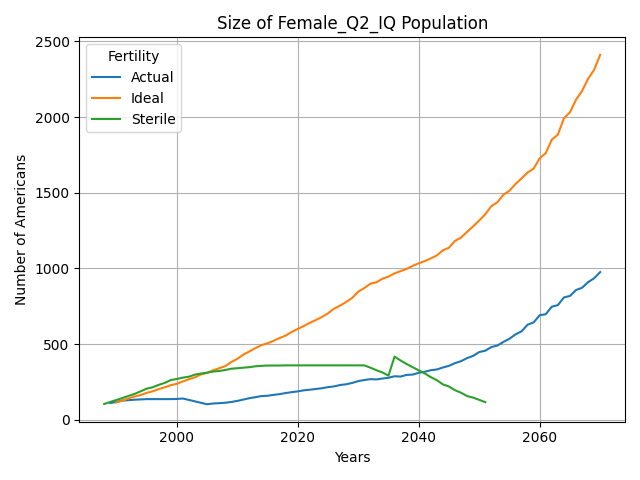 Size of Female_Q2_IQ Population
Fertility
Actual
Ideal
Sterile
Number of Americans
2500
2000
1500
1000
500
0
2000
2020
2040
2060
Years